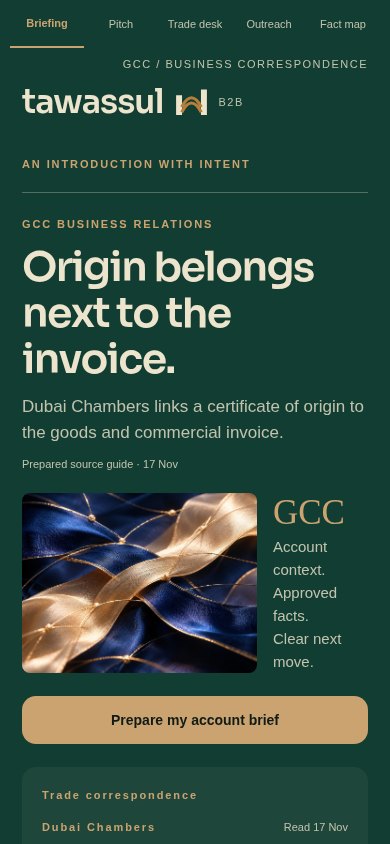 Briefing Pitch Trade desk Outreach Fact map
GCC / BUSINESS CORRESPONDENCE
tawassul B2B
AN INTRODUCTION WITH INTENT
GCC BUSINESS RELATIONS
Origin belongs
next to the
invoice.
Dubai Chambers links a certificate of origin to
the goods and commercial invoice.
Prepared source guide · 17 Nov
GCC
Account
context.
Approved
facts.
Clear next
move.
Prepare my account brief
Trade correspondence
Dubai Chambers Read 17 Nov